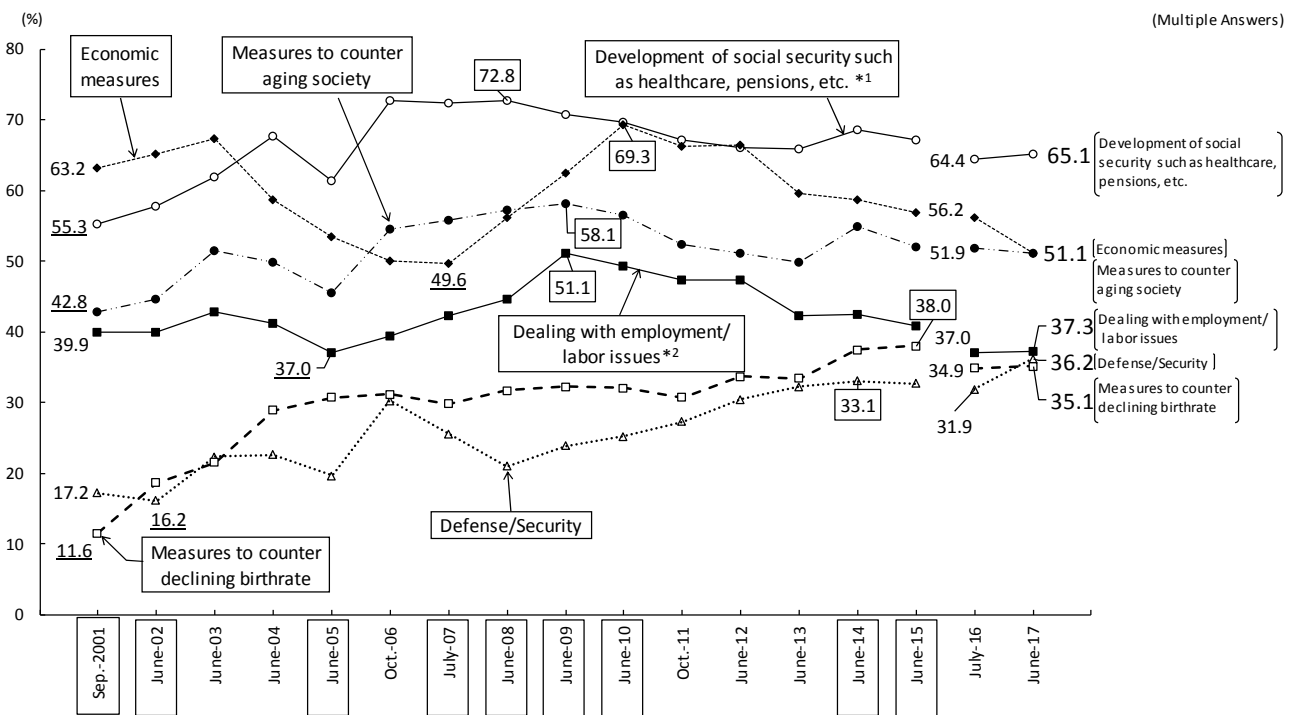 (%)
(Multiple Answers)
80
70
60
50
40
30
20
10
0
Economic
measures
Measures to counter
aging society
72.8
Development of social security such
as healthcare, pensions, etc. *1
63.2
55.3
42.8
39.9
17.2
11.6
16.2
37.0
49.6
58.1
51.1
69.3
Dealing with employment/
labor issues*2
Defense/Security
Measures to counter
declining birthrate
33.1
38.0
64.4
56.2
51.9
37.0
34.9
31.9
65.1
Development of social
security such as healthcare,
pensions, etc.
51.1
Economic measures
Measures to counter
aging society
37.3
Dealing with employment/
labor issues
36.2
Defense/Security
35.1
Measures to counter
declining birthrate
Sep.-2001
June-02
June-03
June-04
June-05
Oct.-06
July-07
June-08
June-09
June-10
Oct.-11
June-12
June-13
June-14
June-15
July-16
June-17